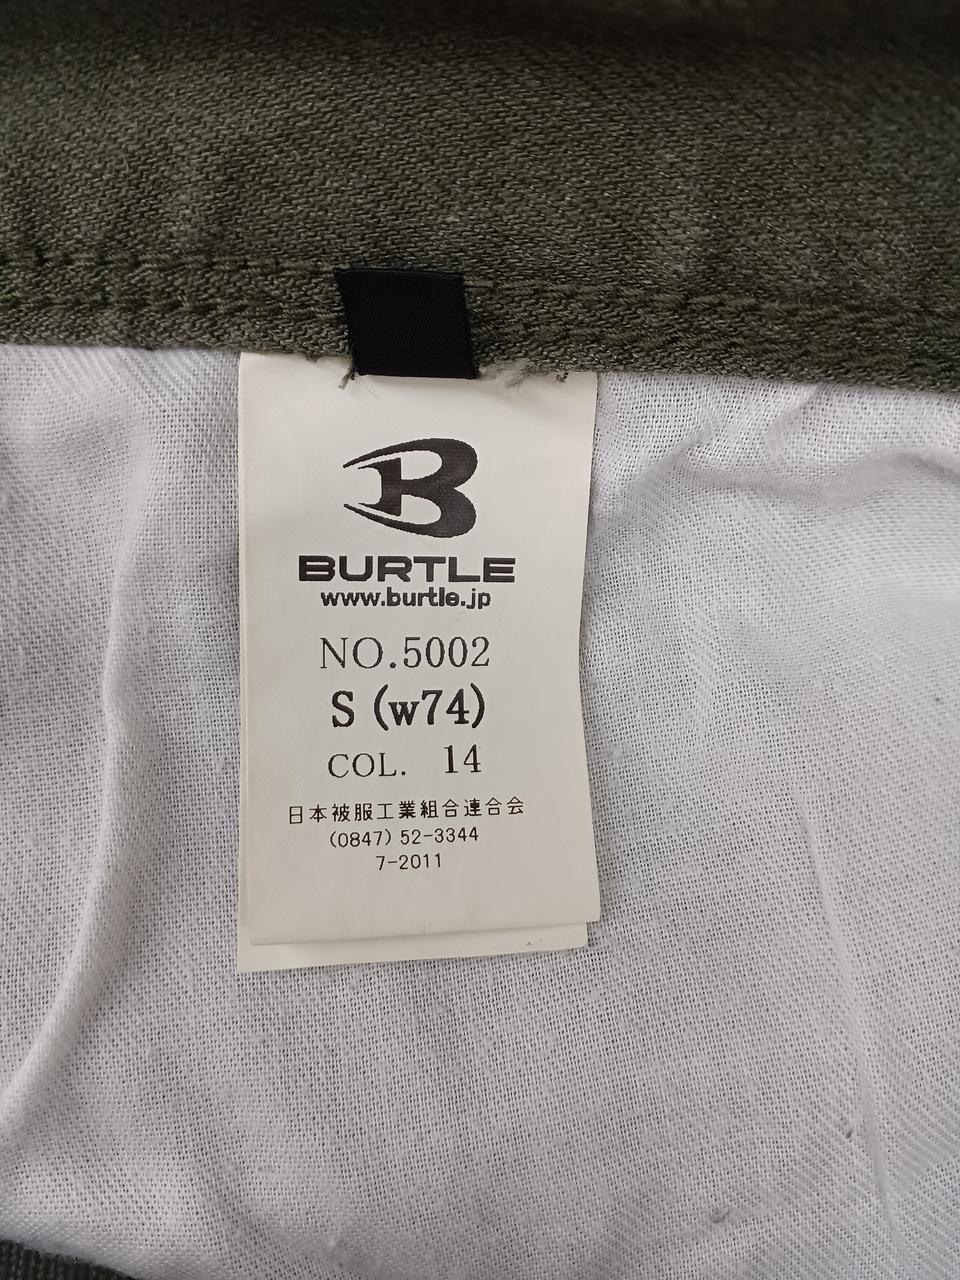 BURTLE
www.burtle.jp
NO.5002
S (w74)
COL. 14
日本被服工業組合連合会
(0847) 52-3344
7-2011